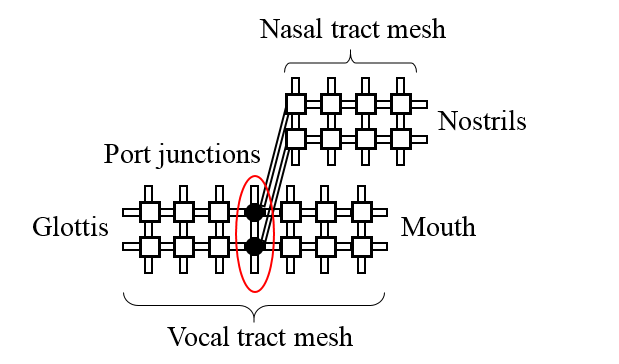 Nasal tract mesh
Nostrils
Port junctions
Glottis
Mouth
Vocal tract mesh